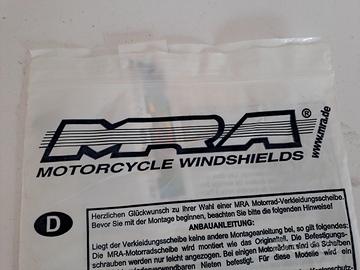 MRA®
MOTORCYCLE WINDSHIELDS
www.mra.de
D
Herzlichen Glückwunsch zu Ihrer Wahl einer MRA Motorrad-Verkleidungsscheibe.
Bevor Sie mit der Montage beginnen, beachten Sie bitte die folgenden Hinweise!
ANBAUANLEITUNG:
Liegt der Verkleidungsscheibe keine andere Montageanleitung bei, so gilt folgendes:
Die MRA-Motorradscheibe wird montiert wie das Originalteil. Die Befestigungs-
schrauben werden nur leicht angezogen. Bei einigen Motorrädern sind die Scheiben
mit Nieten befestigt. Für diese Modelle wird ein